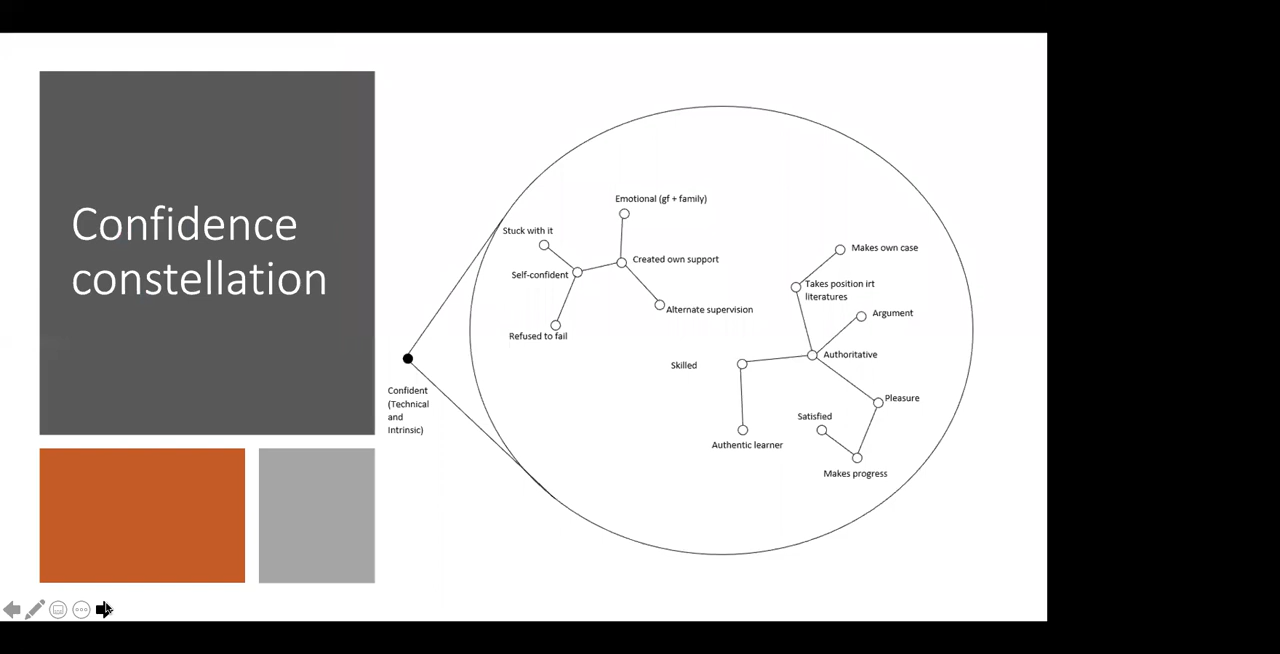 Confidence
constellation
Emotional (gf + family)
Stuck with it
Created own support
Self-confident
Alternate supervision
Refused to fail
Makes own case
Takes position irt
literatures
Argument
Authoritative
Skilled
Pleasure
Satisfied
Authentic learner
Makes progress
Confident
(Technical
and
Intrinsic)